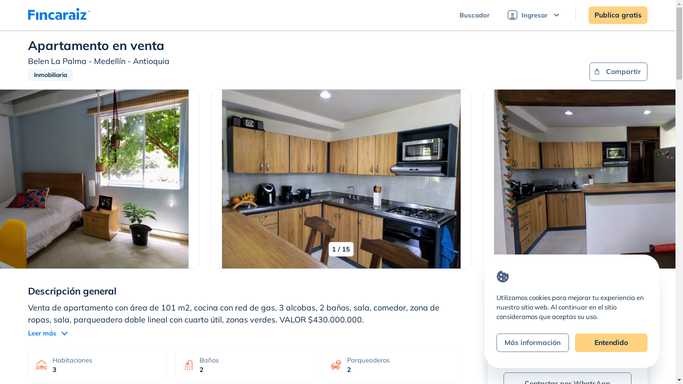 Fincaraiz
Buscador
Ingresar
Publica gratis
Apartamento en venta
Belen La Palma - Medellín - Antioquia
Inmobiliaria
Compartir
1 / 15
Descripción general
Venta de apartamento con área de 101 m2, cocina con red de gas, 3 alcobas, 2 baños, sala, comedor, zona de
ropas, sala, parqueadero doble lineal con cuarto útil, zonas verdes. VALOR $430.000.000.
Leer más
Habitaciones
3
Baños
2
Parqueaderos
2
Utilizamos cookies para mejorar tu experiencia en
nuestro sitio web. Al continuar en el sitio
consideramos que aceptas su uso.
Más información
Entendido
Contactar por WhatsApp